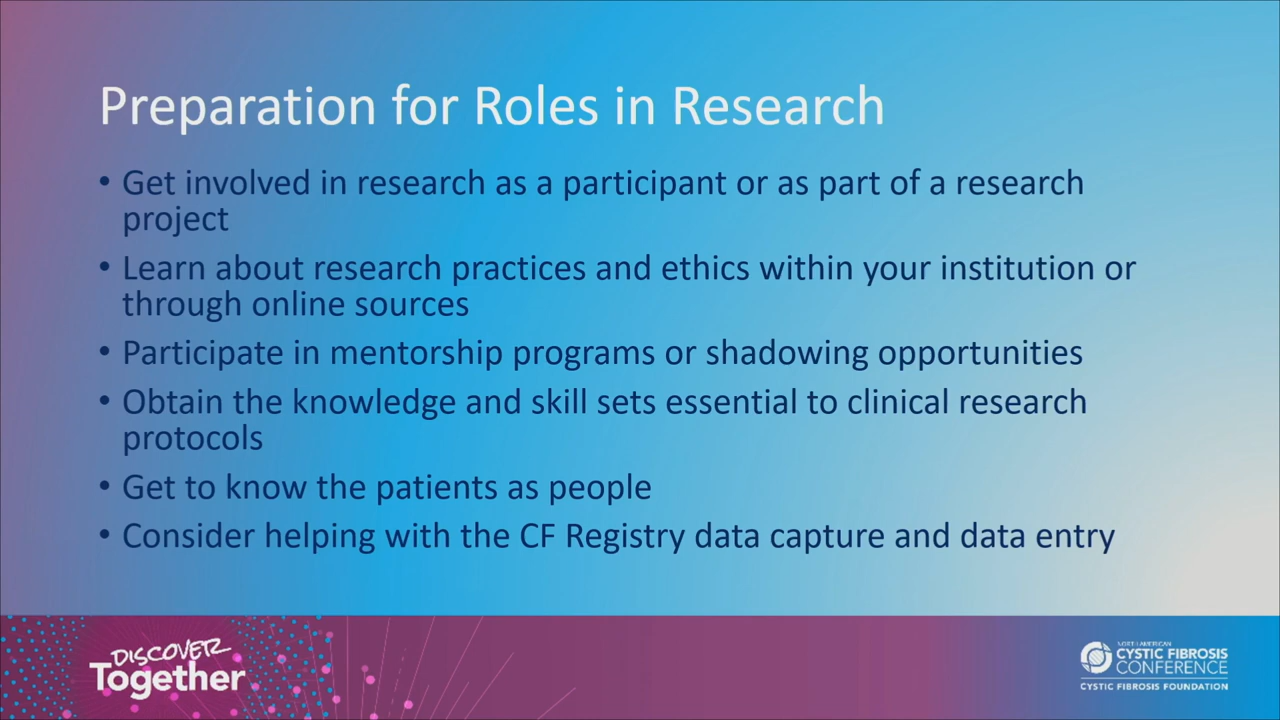 Preparation for Roles in Research
• Get involved in research as a participant or as part of a research
project
• Learn about research practices and ethics within your institution or
through online sources
• Participate in mentorship programs or shadowing opportunities
• Obtain the knowledge and skill sets essential to clinical research
protocols
• Get to know the patients as people
• Consider helping with the CF Registry data capture and data entry
DISCOVER
Together
NORTH AMERICAN
CYSTIC FIBROSIS
CONFERENCE
CYSTIC FIBROSIS FOUNDATION